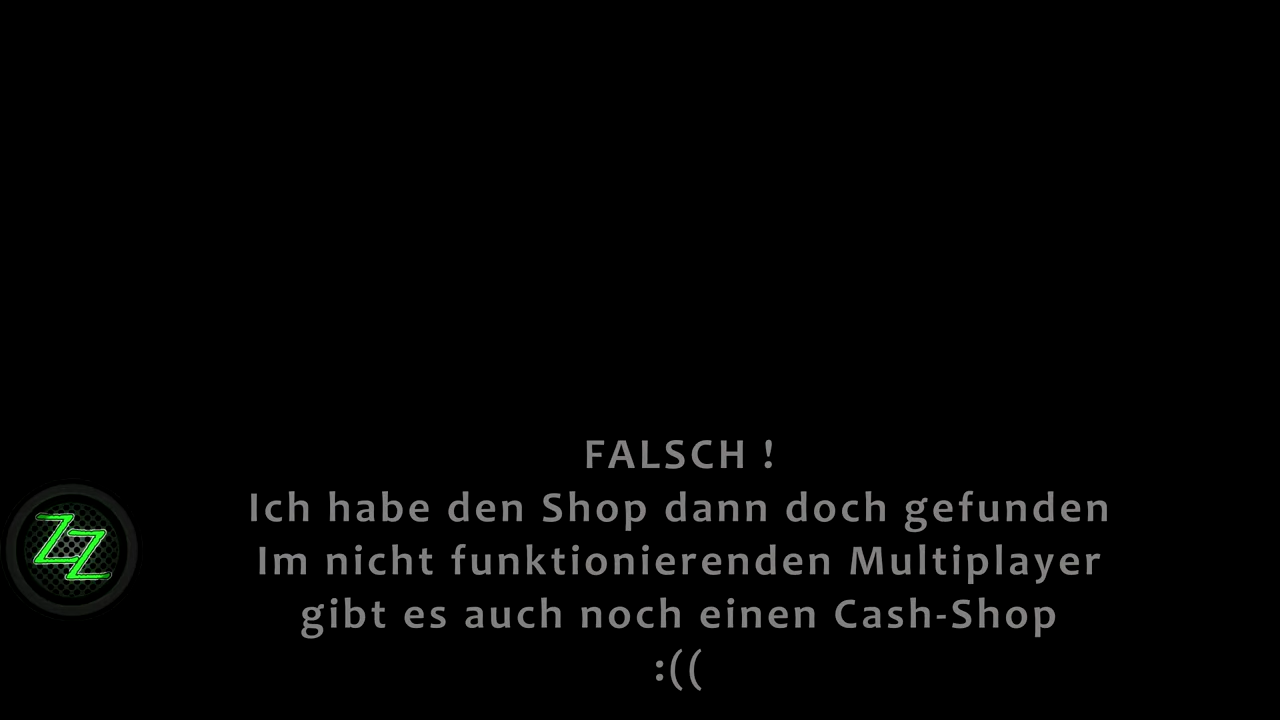 FALSCH !
Ich habe den Shop dann doch gefunden
Im nicht funktionierenden Multiplayer
gibt es auch noch einen Cash-Shop
:((
ZZ